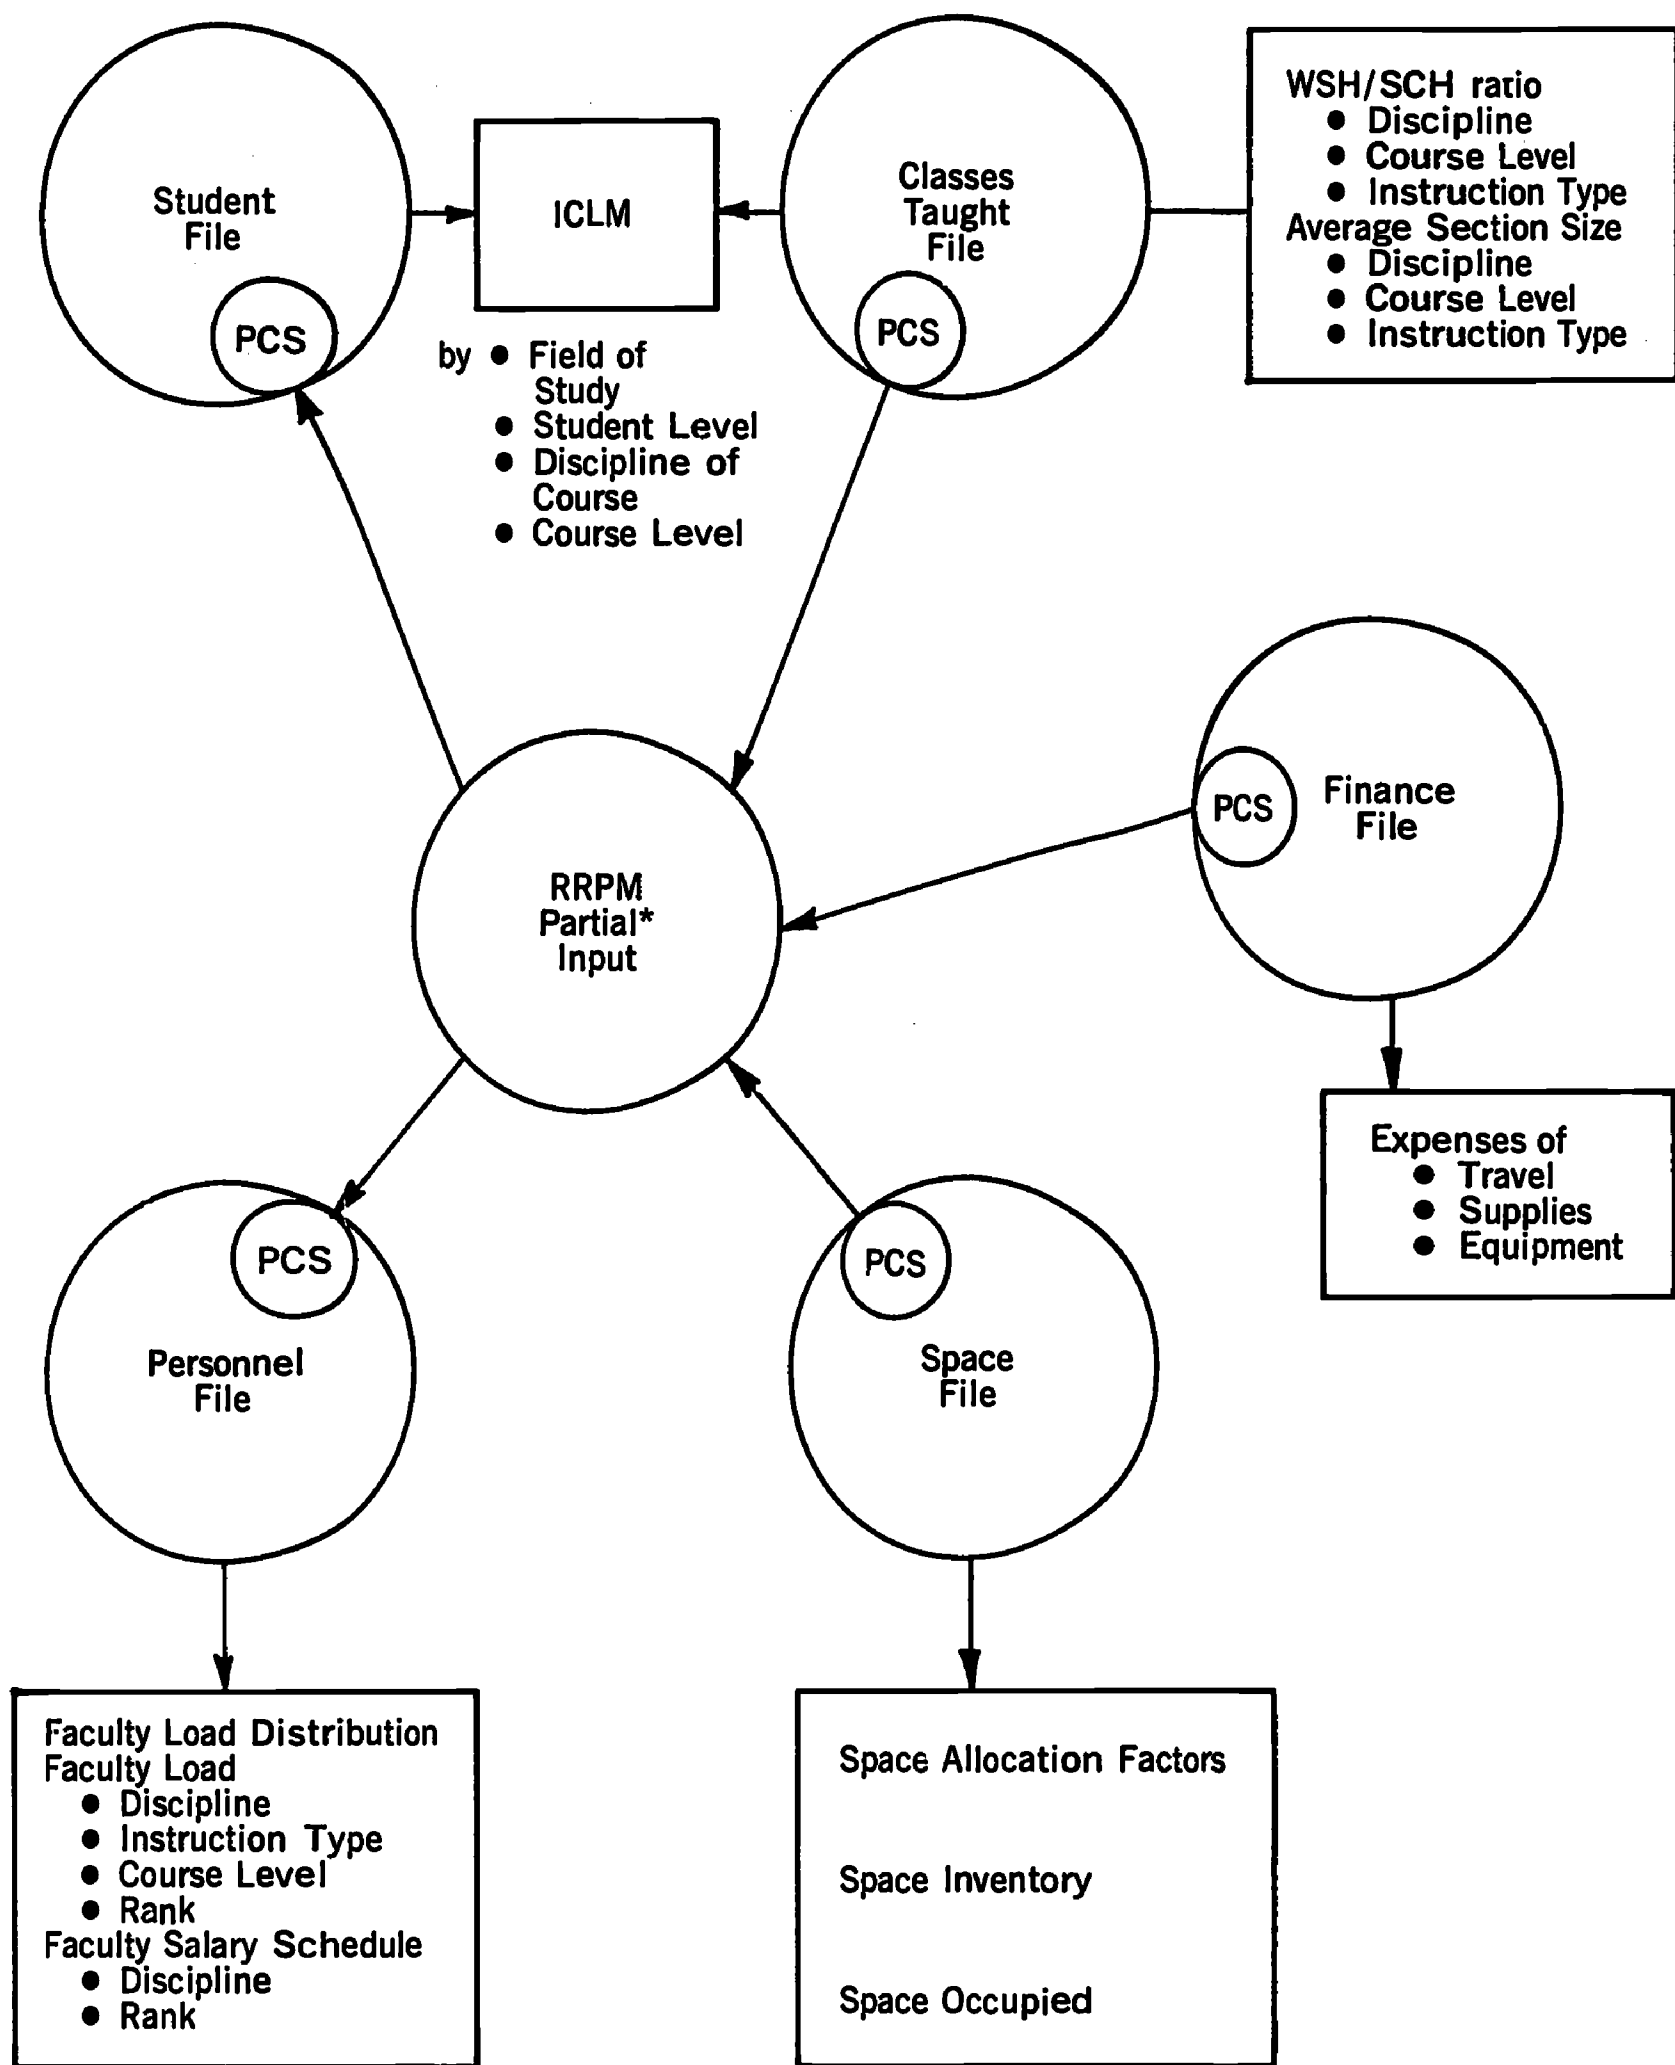 Student
File
PCS
ICLM
by ● Field of
Study
● Student Level
● Discipline of
Course
● Course Level
Classes
Taught
File
PCS
WSH/SCH ratio
● Discipline
● Course Level
● Instruction Type
Average Section Size
● Discipline
● Course Level
● Instruction Type
RRPM
Partial*
Input
PCS
Finance
File
Expenses of
● Travel
● Supplies
● Equipment
PCS
Personnel
File
PCS
Space
File
Faculty Load Distribution
Faculty Load
● Discipline
● Instruction Type
● Course Level
● Rank
Faculty Salary Schedule
● Discipline
● Rank
Space Allocation Factors
Space Inventory
Space Occupied